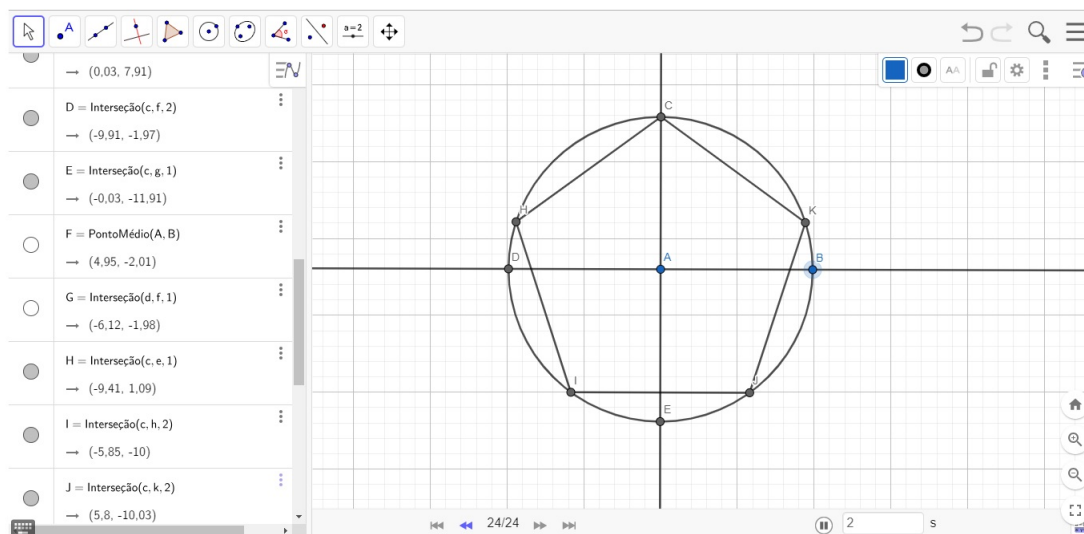 A
a = 2
→ (0,03, 7,91)
D = Interseção(c, f, 2)
→ (-9,91, -1,97)
E = Interseção(c, g, 1)
→ (-0,03, -11,91)
F = PontoMédio(A, B)
→ (4,95, -2,01)
G = Interseção(d, f, 1)
→ (-6,12, -1,98)
H = Interseção(c, e, 1)
→ (-9,41, 1,09)
I = Interseção(c, h, 2)
→ (-5,85, -10)
J = Interseção(c, k, 2)
→ (5,8, -10,03)
AA
C
H
K
D
A
B
I
J
E
24/24
2 s